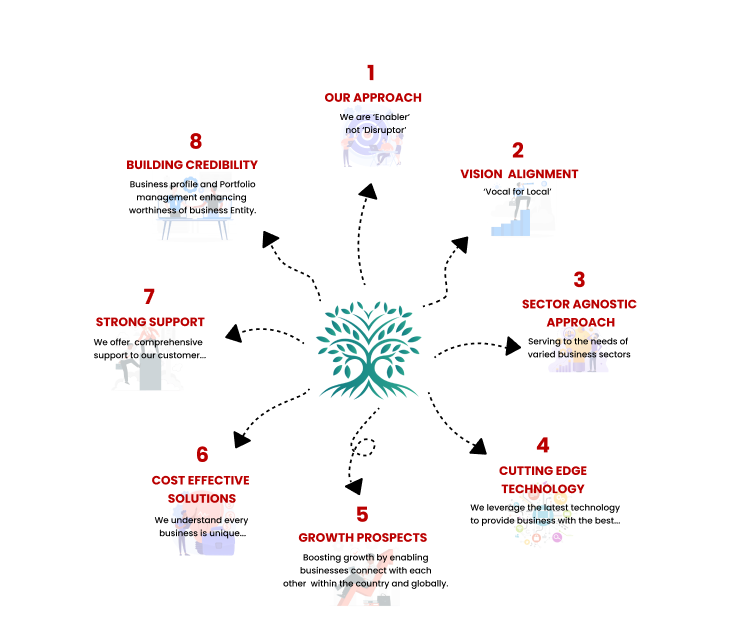 1
OUR APPROACH
We are ‘Enabler’
not ‘Disruptor’
2
VISION ALIGNMENT
‘Vocal for Local’
3
SECTOR AGNOSTIC
APPROACH
Serving to the needs of
varied business sectors
4
CUTTING EDGE
TECHNOLOGY
We leverage the latest technology
to provide business with the best...
5
GROWTH PROSPECTS
Boosting growth by enabling
businesses connect with each
other within the country and globally.
6
COST EFFECTIVE
SOLUTIONS
We understand every
business is unique...
7
STRONG SUPPORT
We offer comprehensive
support to our customer...
8
BUILDING CREDIBILITY
Business profile and Portfolio
management enhancing
worthiness of business Entity.